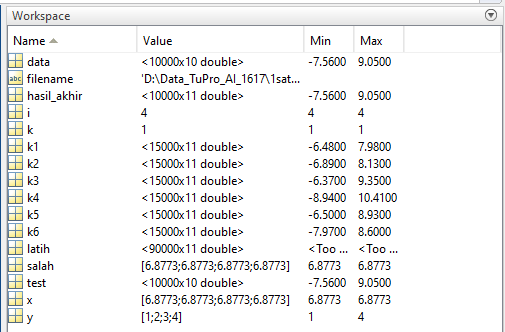 Workspace
Name Value Min Max
data <10000x10 double> -7.5600 9.0500
abc filename 'D:\Data_TuPro_AI_1617\1sat...
hasil_akhir <10000x11 double> -7.5600 9.0500
i 4 4 4
k 1 1 1
k1 <15000x11 double> -6.4800 7.9800
k2 <15000x11 double> -6.8900 8.1300
k3 <15000x11 double> -6.3700 9.3500
k4 <15000x11 double> -8.9400 10.4100
k5 <15000x11 double> -6.5000 8.9300
k6 <15000x11 double> -7.9700 8.6000
latih <90000x11 double> <Too ... <Too ...
salah [6.8773;6.8773;6.8773;6.8773] 6.8773 6.8773
test <10000x10 double> -7.5600 9.0500
x [6.8773;6.8773;6.8773;6.8773] 6.8773 6.8773
y [1;2;3;4] 1 4